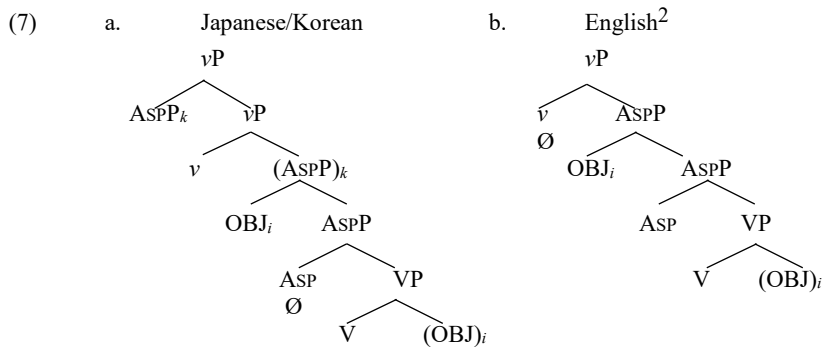 (7) a. Japanese/Korean b. English2
vP vP
ASPPk vP v ASPP
Ø
v (ASPP)k OBJi ASPP
OBJi ASPP ASP VP
ASP VP V (OBJ)i
Ø
V (OBJ)i